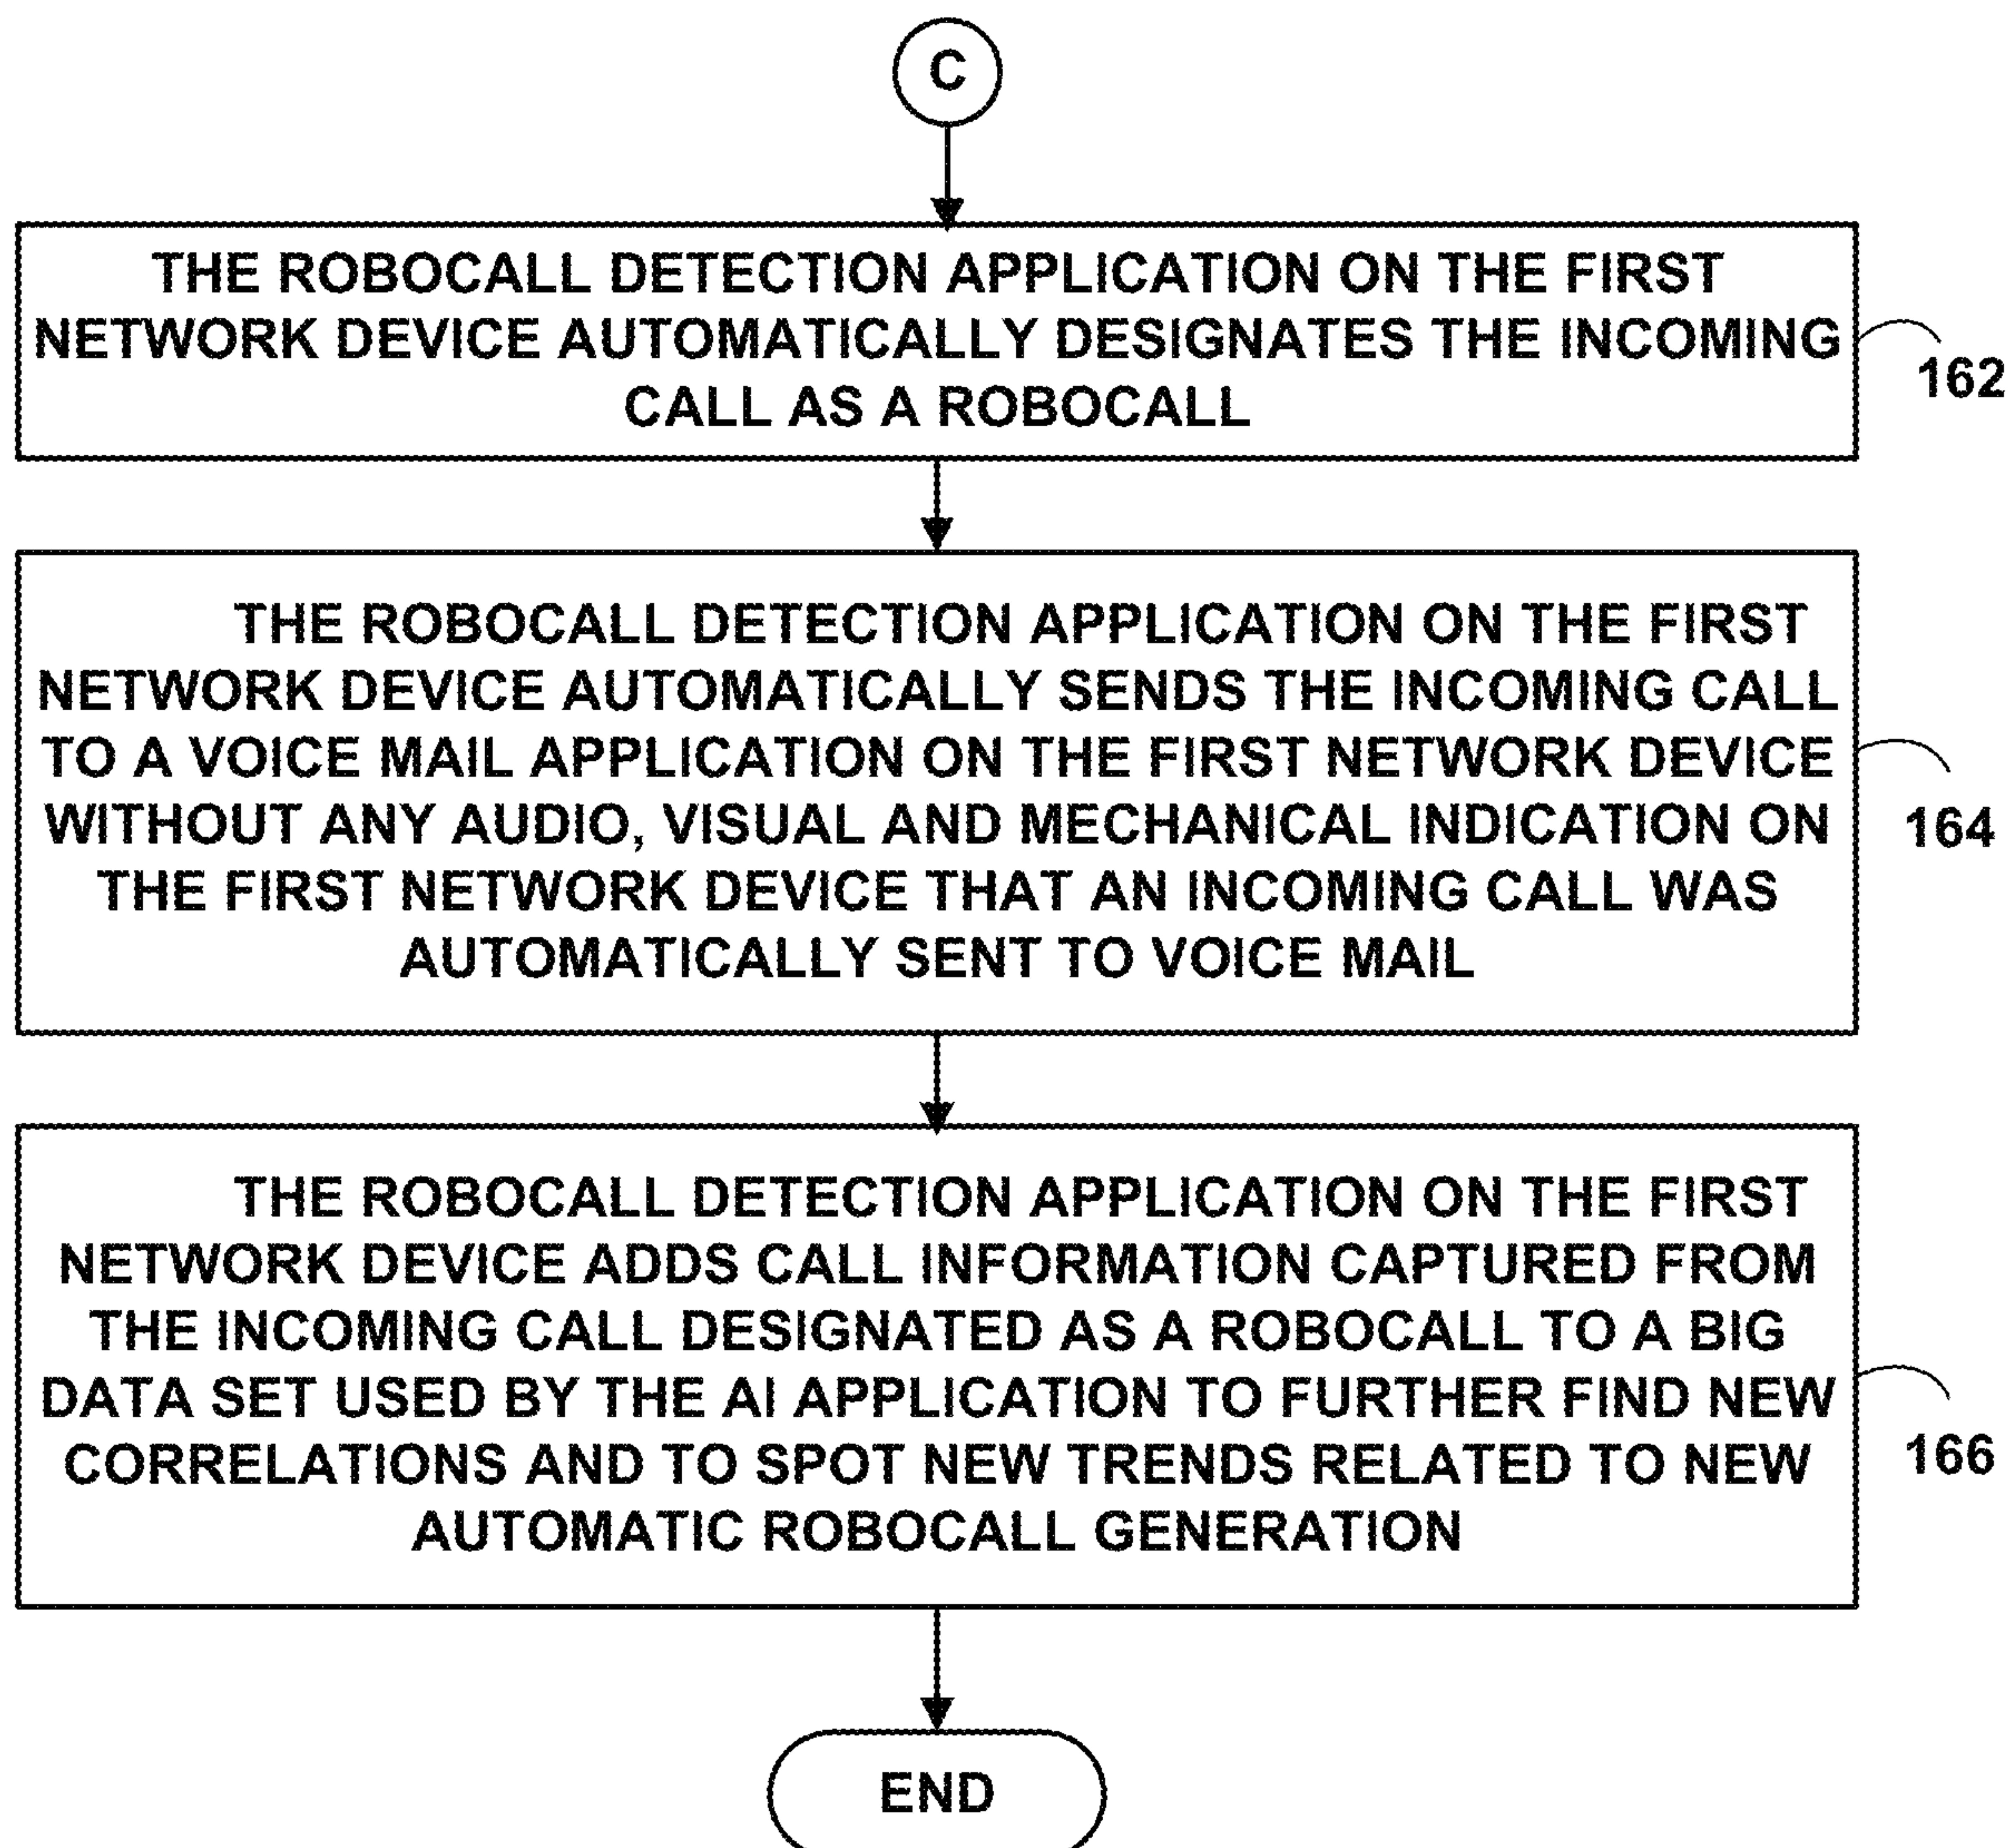 C
THE ROBOCALL DETECTION APPLICATION ON THE FIRST
NETWORK DEVICE AUTOMATICALLY DESIGNATES THE INCOMING
CALL AS A ROBOCALL
162
THE ROBOCALL DETECTION APPLICATION ON THE FIRST
NETWORK DEVICE AUTOMATICALLY SENDS THE INCOMING CALL
TO A VOICE MAIL APPLICATION ON THE FIRST NETWORK DEVICE
WITHOUT ANY AUDIO, VISUAL AND MECHANICAL INDICATION ON
THE FIRST NETWORK DEVICE THAT AN INCOMING CALL WAS
AUTOMATICALLY SENT TO VOICE MAIL
164
THE ROBOCALL DETECTION APPLICATION ON THE FIRST
NETWORK DEVICE ADDS CALL INFORMATION CAPTURED FROM
THE INCOMING CALL DESIGNATED AS A ROBOCALL TO A BIG
DATA SET USED BY THE AI APPLICATION TO FURTHER FIND NEW
CORRELATIONS AND TO SPOT NEW TRENDS RELATED TO NEW
AUTOMATIC ROBOCALL GENERATION
166
END